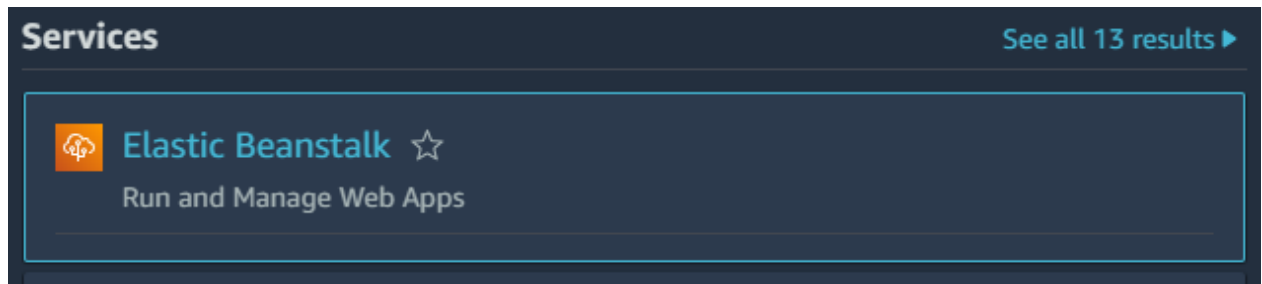 Services
See all 13 results
Elastic Beanstalk
Run and Manage Web Apps